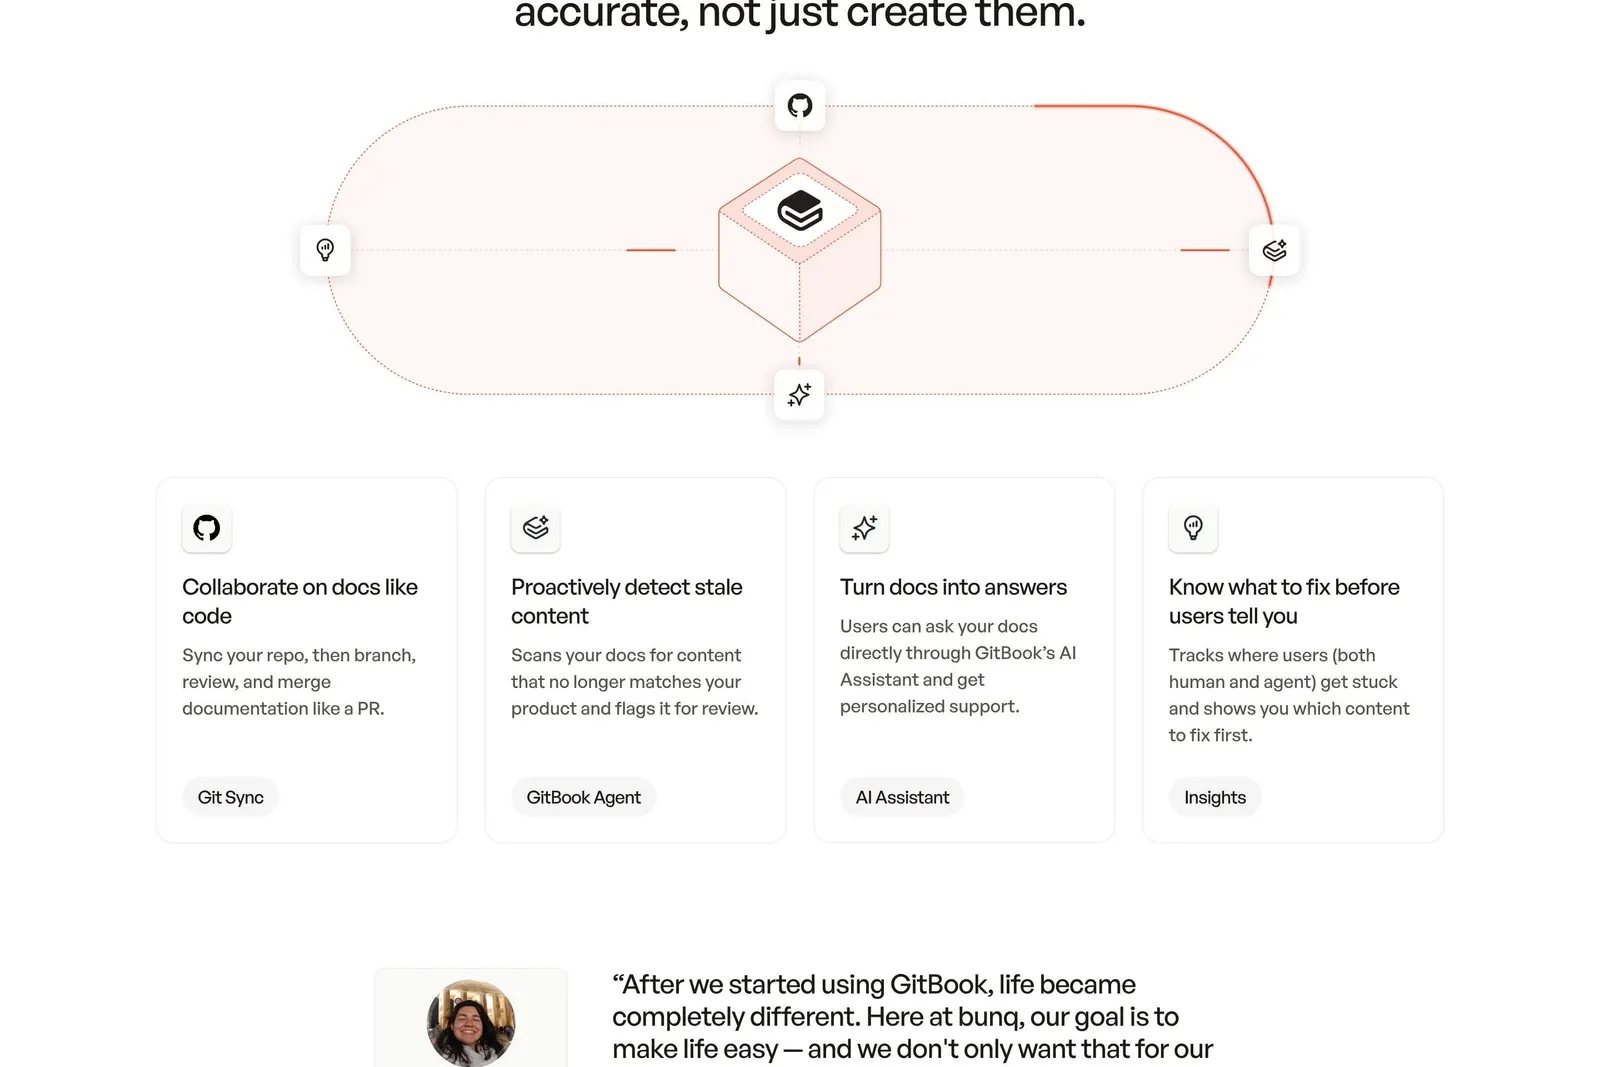 accurate, not just create them.
Collaborate on docs like
code
Sync your repo, then branch,
review, and merge
documentation like a PR.
Git Sync
Proactively detect stale
content
Scans your docs for content
that no longer matches your
product and flags it for review.
GitBook Agent
Turn docs into answers
Users can ask your docs
directly through GitBook’s AI
Assistant and get
personalized support.
AI Assistant
Know what to fix before
users tell you
Tracks where users (both
human and agent) get stuck
and shows you which content
to fix first.
Insights
“After we started using GitBook, life became
completely different. Here at bunq, our goal is to
make life easy — and we don't only want that for our